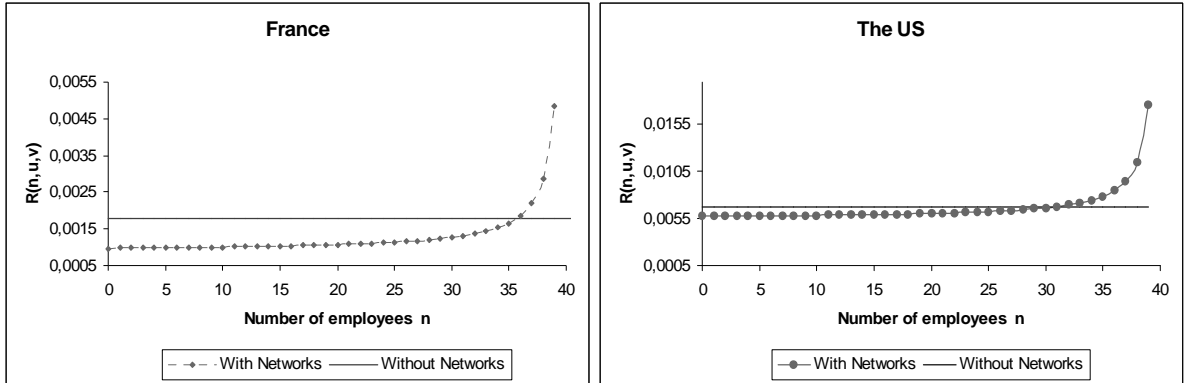 France
0,0055
0,0045
0,0035
0,0025
0,0015
0,0005
R(n,u,v)
0 5 10 15 20 25 30 35 40
Number of employees n
With Networks Without Networks
The US
0,0155
0,0105
0,0055
0,0005
R(n,u,v)
0 5 10 15 20 25 30 35 40
Number of employees n
With Networks Without Networks